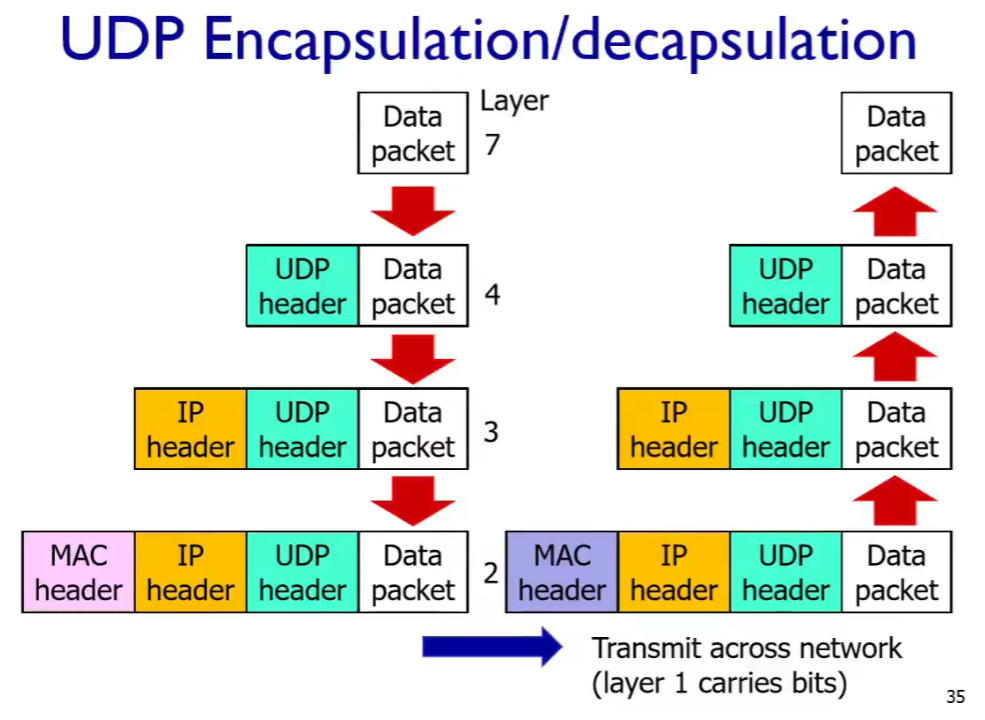 UDP Encapsulation/decapsulation
Layer
Data
packet
7
Data
packet
UDP
header
Data
packet
4
UDP
header
Data
packet
IP
header
UDP
header
Data
packet
3
IP
header
UDP
header
Data
packet
MAC
header
IP
header
UDP
header
Data
packet
2
MAC
header
IP
header
UDP
header
Data
packet
Transmit across network
(layer 1 carries bits)
35